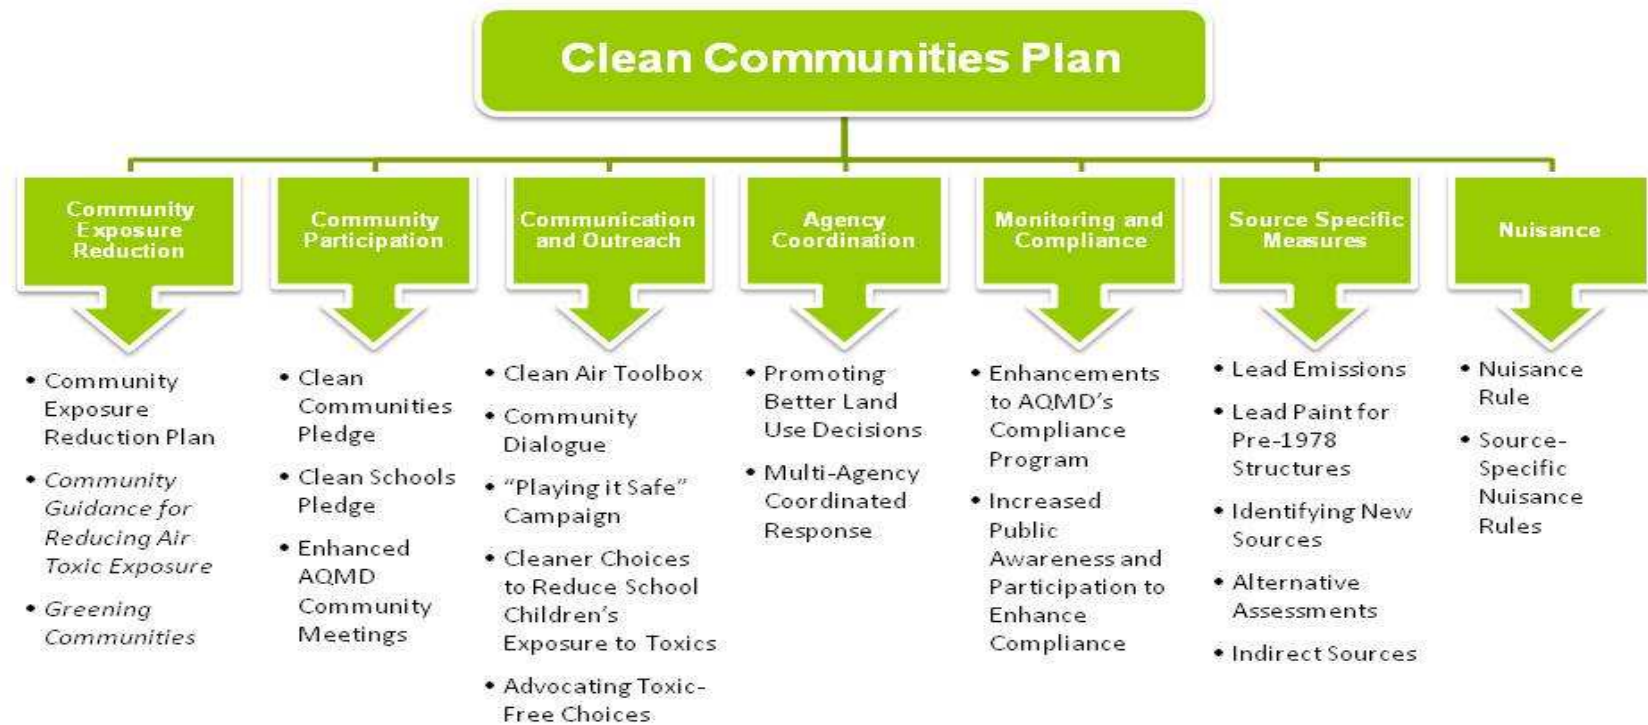 Clean Communities Plan
Community
Exposure
Reduction
Community
Participation
Communication
and Outreach
Agency
Coordination
Monitoring and
Compliance
Source Specific
Measures
Nuisance
• Community
Exposure
Reduction Plan
• Community
Guidance for
Reducing Air
Toxic Exposure
• Greening
Communities
• Clean
Communities
Pledge
• Clean Schools
Pledge
• Enhanced
AQMD
Community
Meetings
• Clean Air Toolbox
• Community
Dialogue
• “Playing it Safe”
Campaign
• Cleaner Choices
to Reduce School
Children’s
Exposure to Toxics
• Advocating Toxic-
Free Choices
• Promoting
Better Land
Use Decisions
• Multi-Agency
Coordinated
Response
• Enhancements
to AQMD’s
Compliance
Program
• Increased
Public
Awareness and
Participation to
Enhance
Compliance
• Lead Emissions
• Lead Paint for
Pre-1978
Structures
• Identifying New
Sources
• Alternative
Assessments
• Indirect Sources
• Nuisance
Rule
• Source-
Specific
Nuisance
Rules